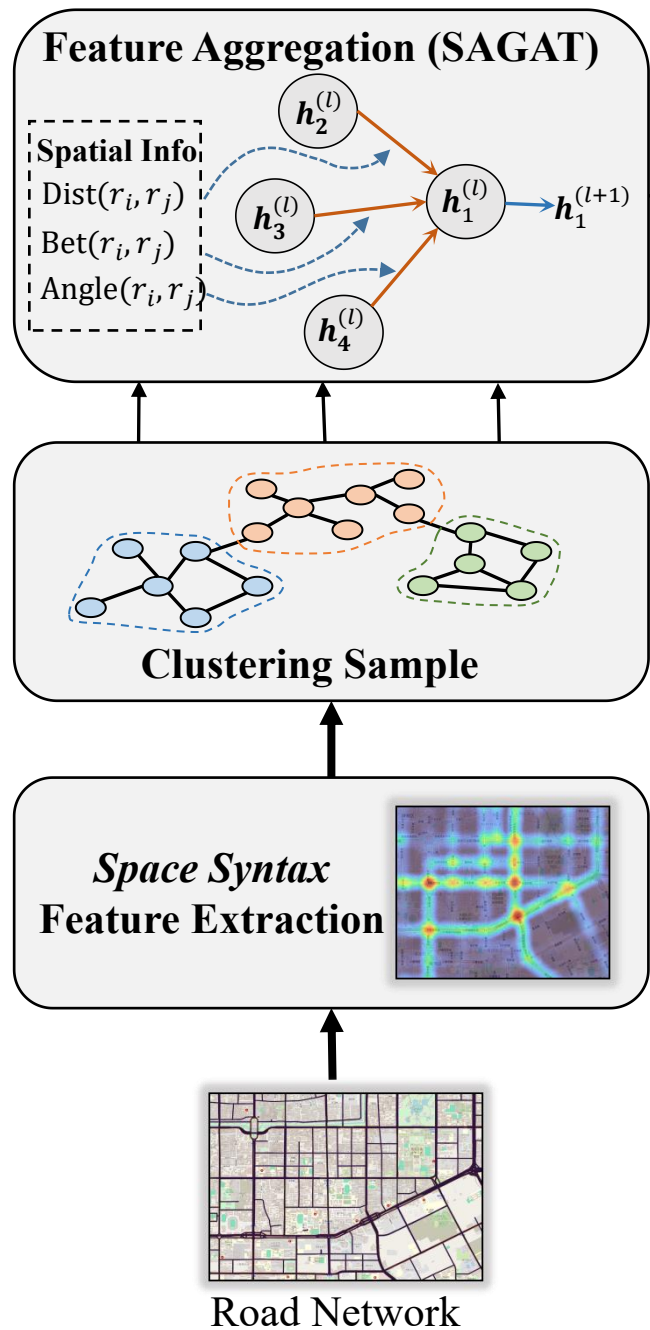 Feature Aggregation (SAGAT)
Spatial Info
Dist(r_i, r_j)
Bet(r_i, r_j)
Angle(r_i, r_j)
h_2^{(l)}
h_3^{(l)}
h_4^{(l)}
h_1^{(l)}
h_1^{(l+1)}
Clustering Sample
Space Syntax
Feature Extraction
Road Network